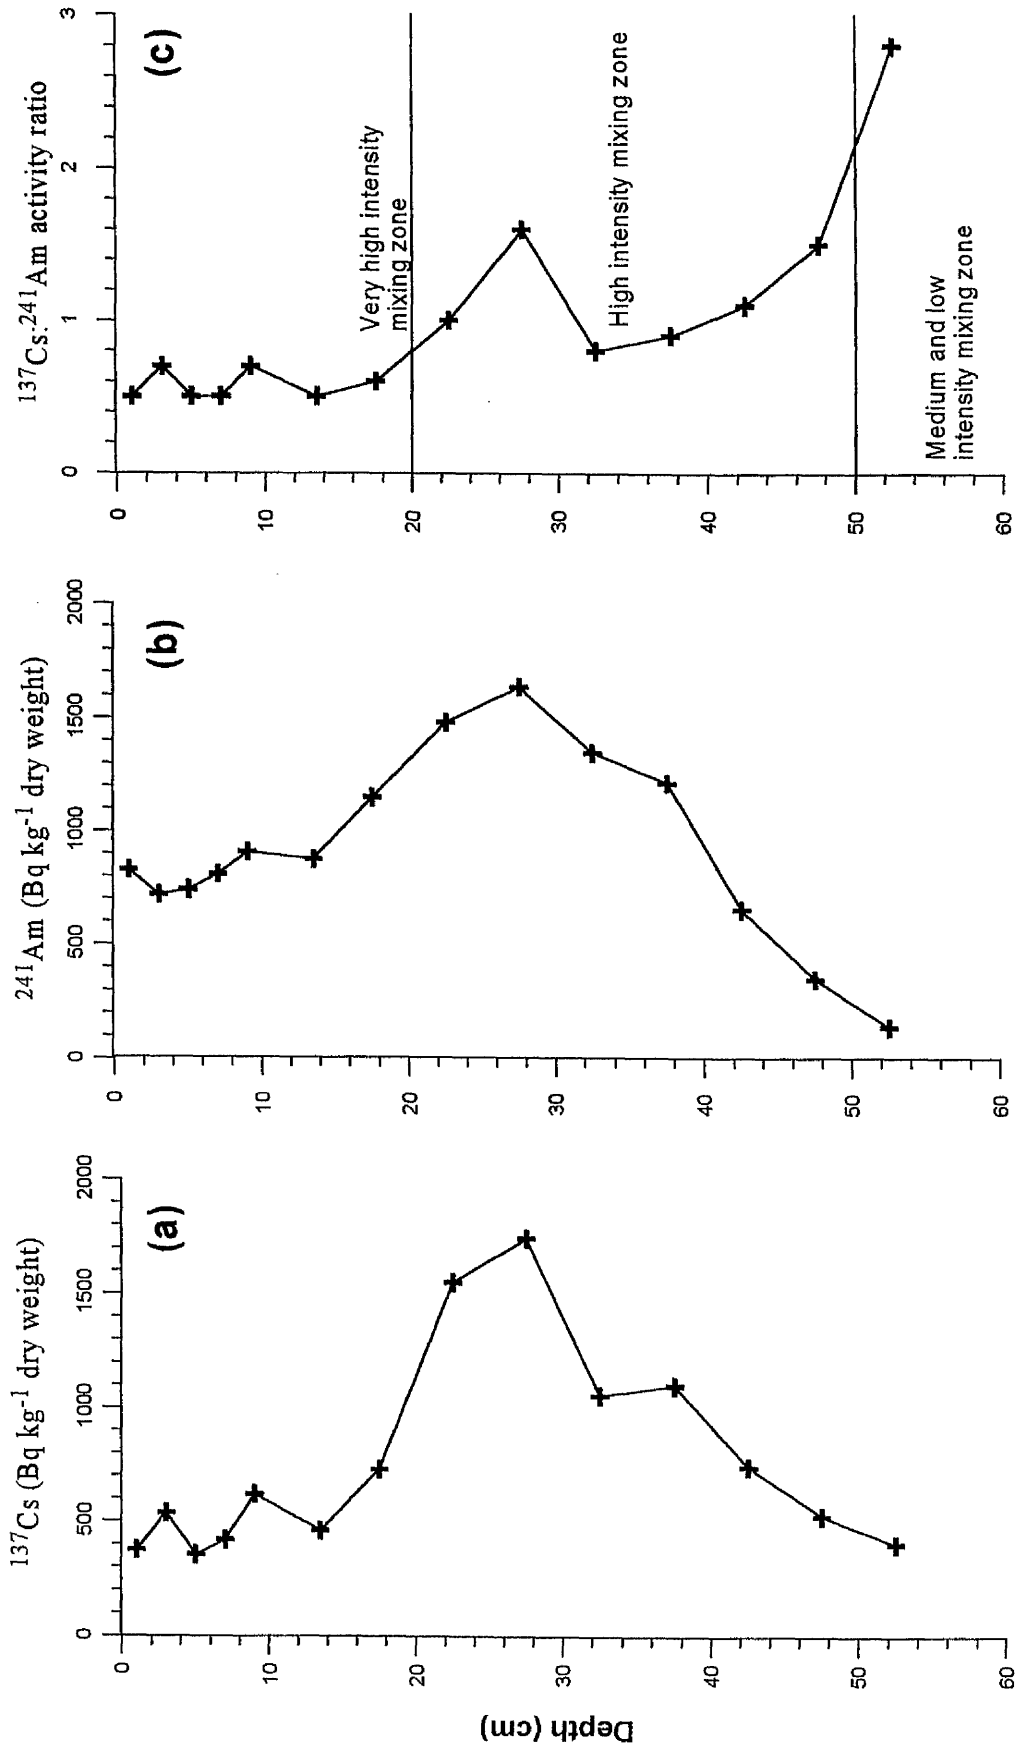 ¹³⁷Cs (Bq kg⁻¹ dry weight)
0 500 1000 1500 2000
(a)
0
10
20
30
40
50
60
Depth (cm)
²⁴¹Am (Bq kg⁻¹ dry weight)
0 500 1000 1500 2000
(b)
0
10
20
30
40
50
60
¹³⁷Cs:²⁴¹Am activity ratio
0 1 2 3
(c)
0
10
20
30
40
50
60
Very high intensity
mixing zone
High intensity mixing zone
Medium and low
intensity mixing zone